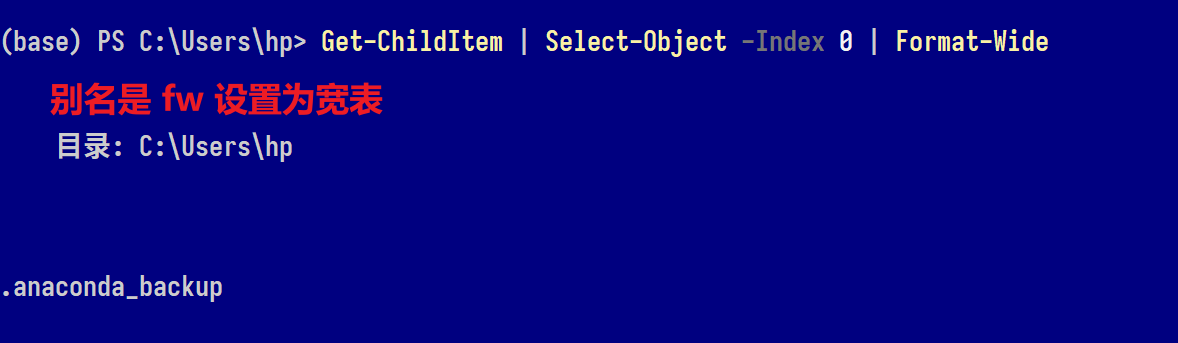 (base) PS C:\Users\hp> Get-ChildItem | Select-Object -Index 0 | Format-Wide
别名是 fw 设置为宽表
目录: C:\Users\hp
.anaconda_backup